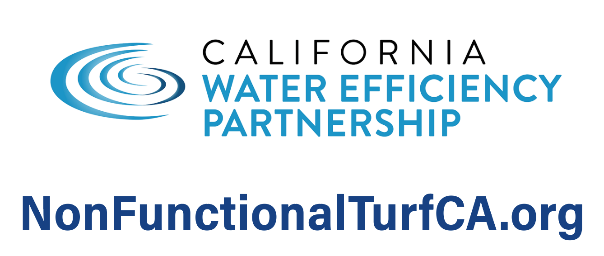 CALIFORNIA
WATER EFFICIENCY
PARTNERSHIP
NonFunctionalTurfCA.org